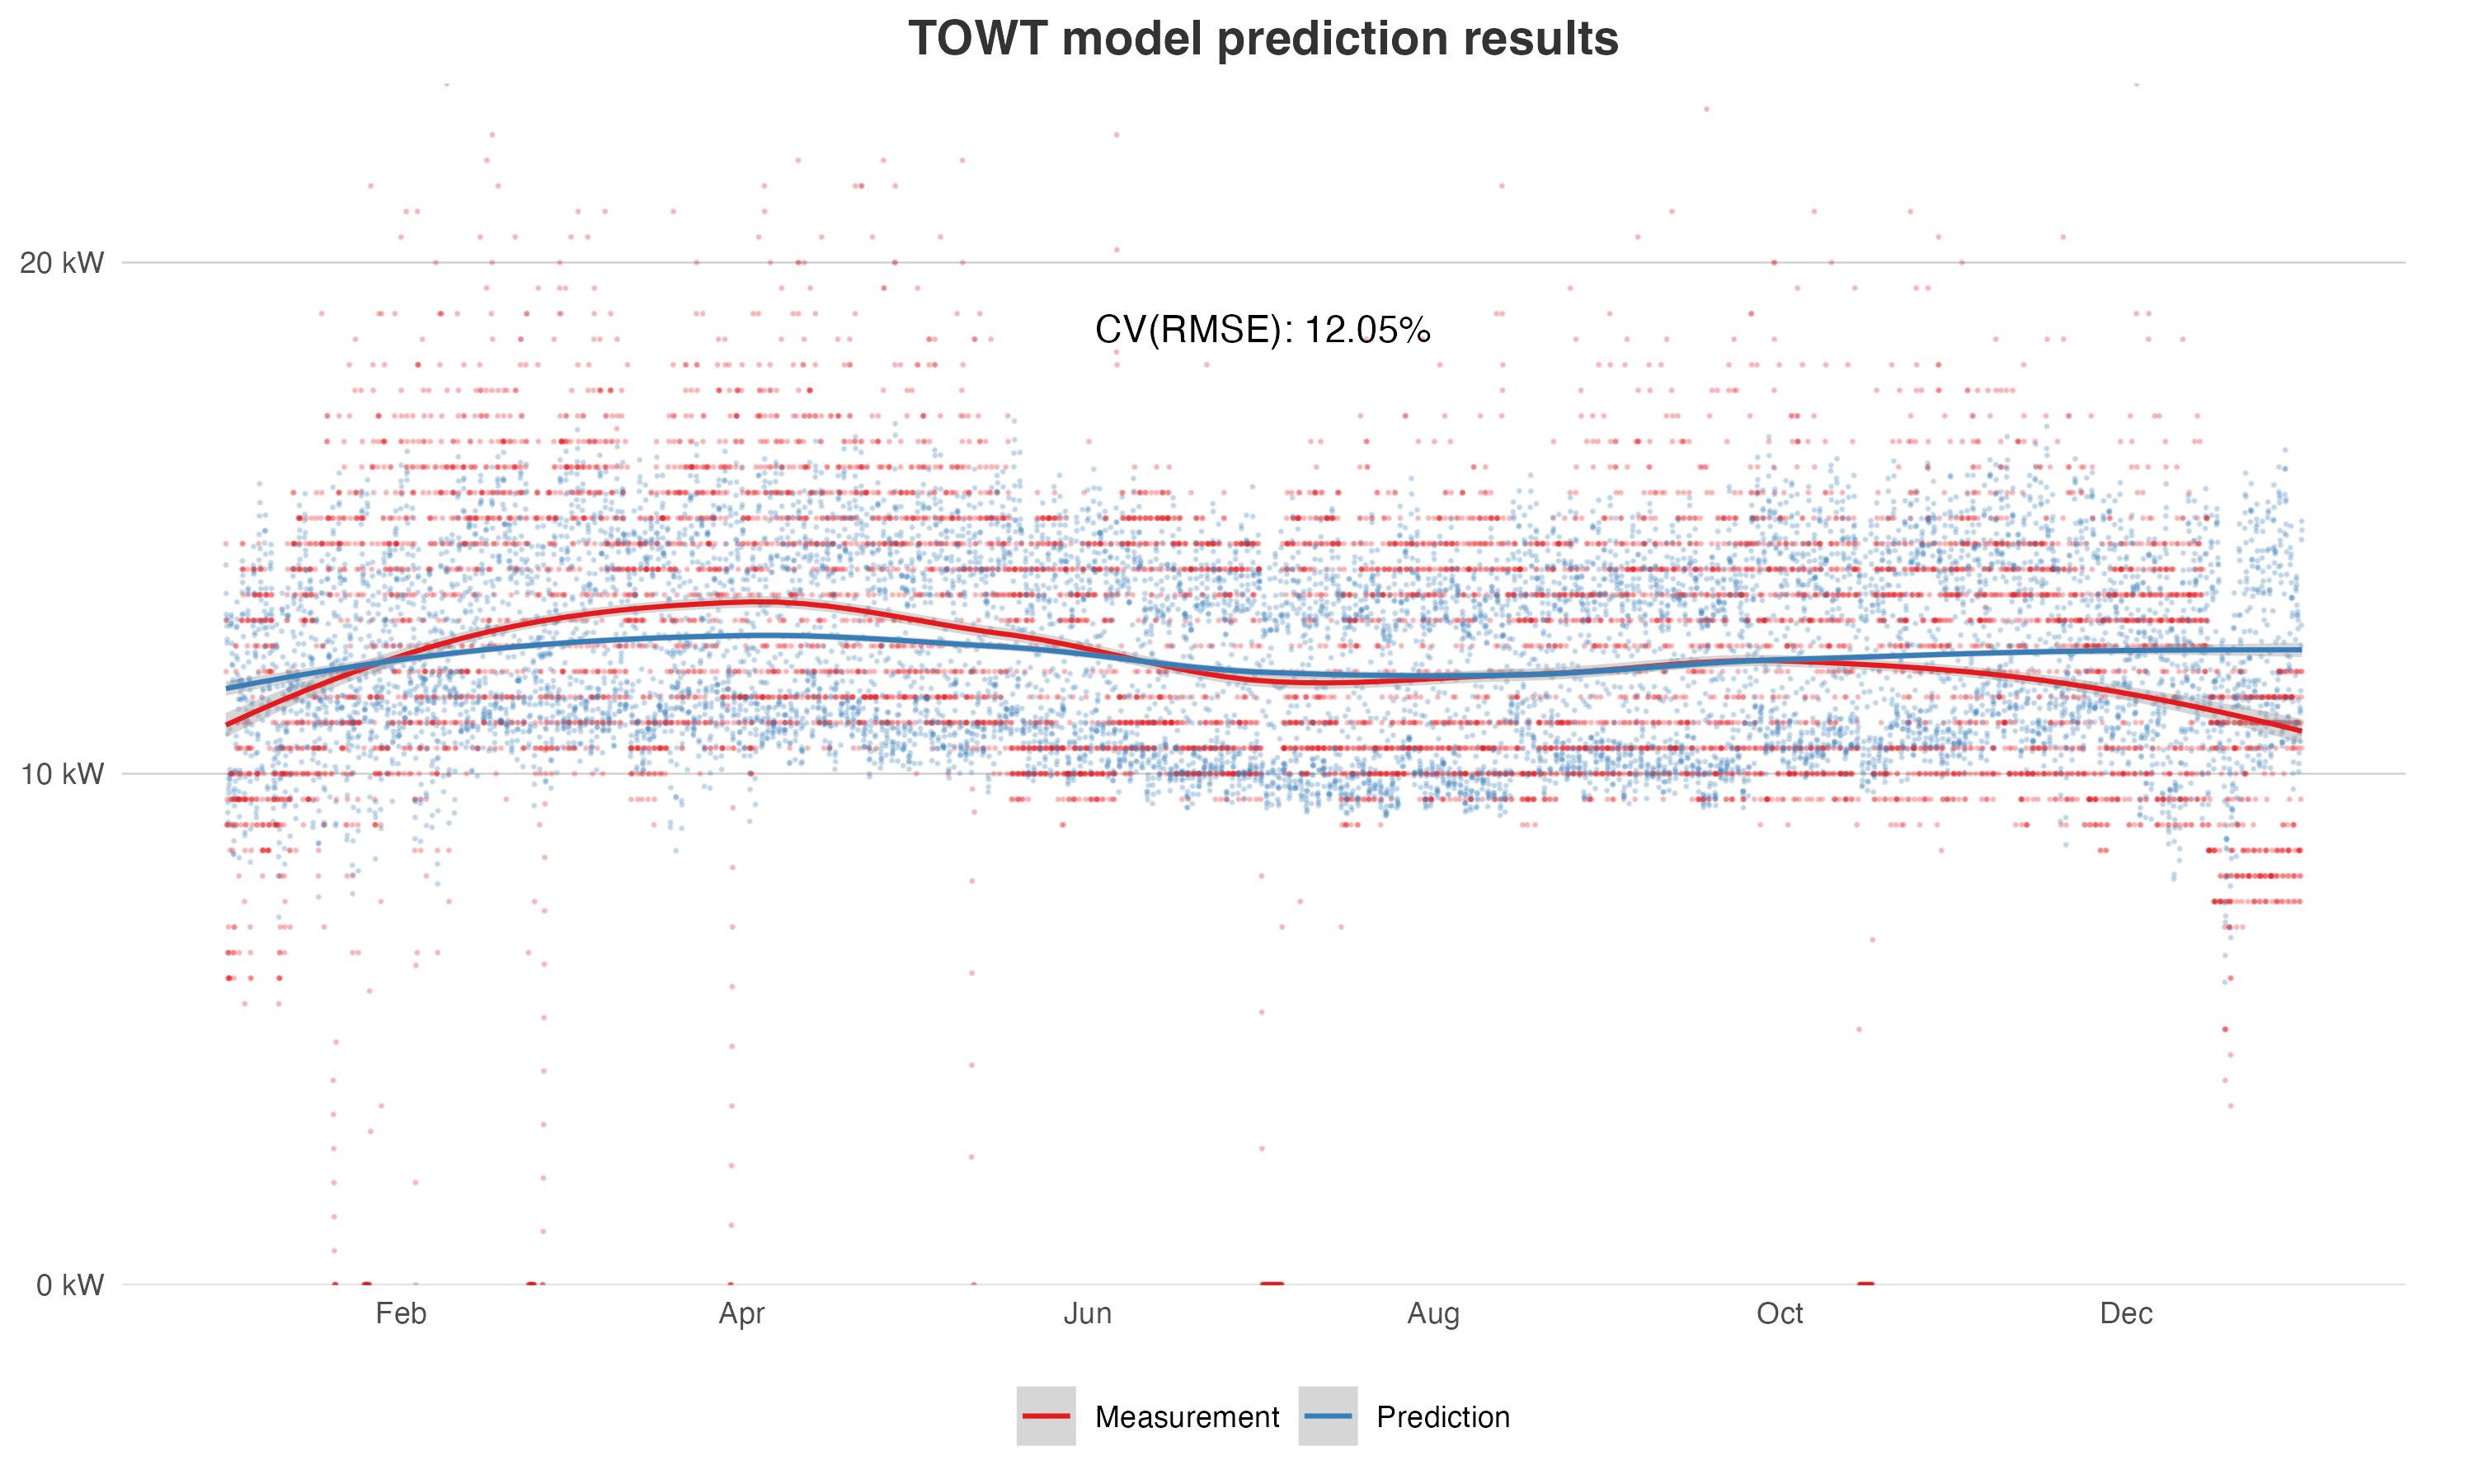 TOWT model prediction results
20 kW
CV(RMSE): 12.05%
10 kW
0 kW
Feb Apr Jun Aug Oct Dec
Measurement Prediction